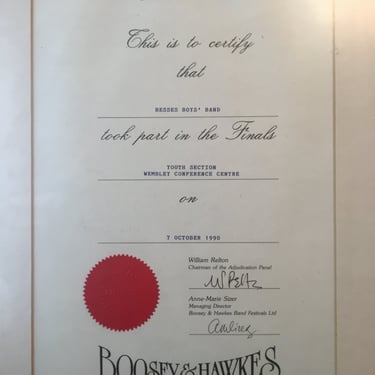 This is to certify
that
BESSES BOYS' BAND
took part in the Finals
YOUTH SECTION
WEMBLEY CONFERENCE CENTRE
on
7 OCTOBER 1990
William Relton
Chairman of the Adjudication Panel
Anne-Marie Sizer
Managing Director
Boosey & Hawkes Band Festivals Ltd
BOOSEY & HAWKES